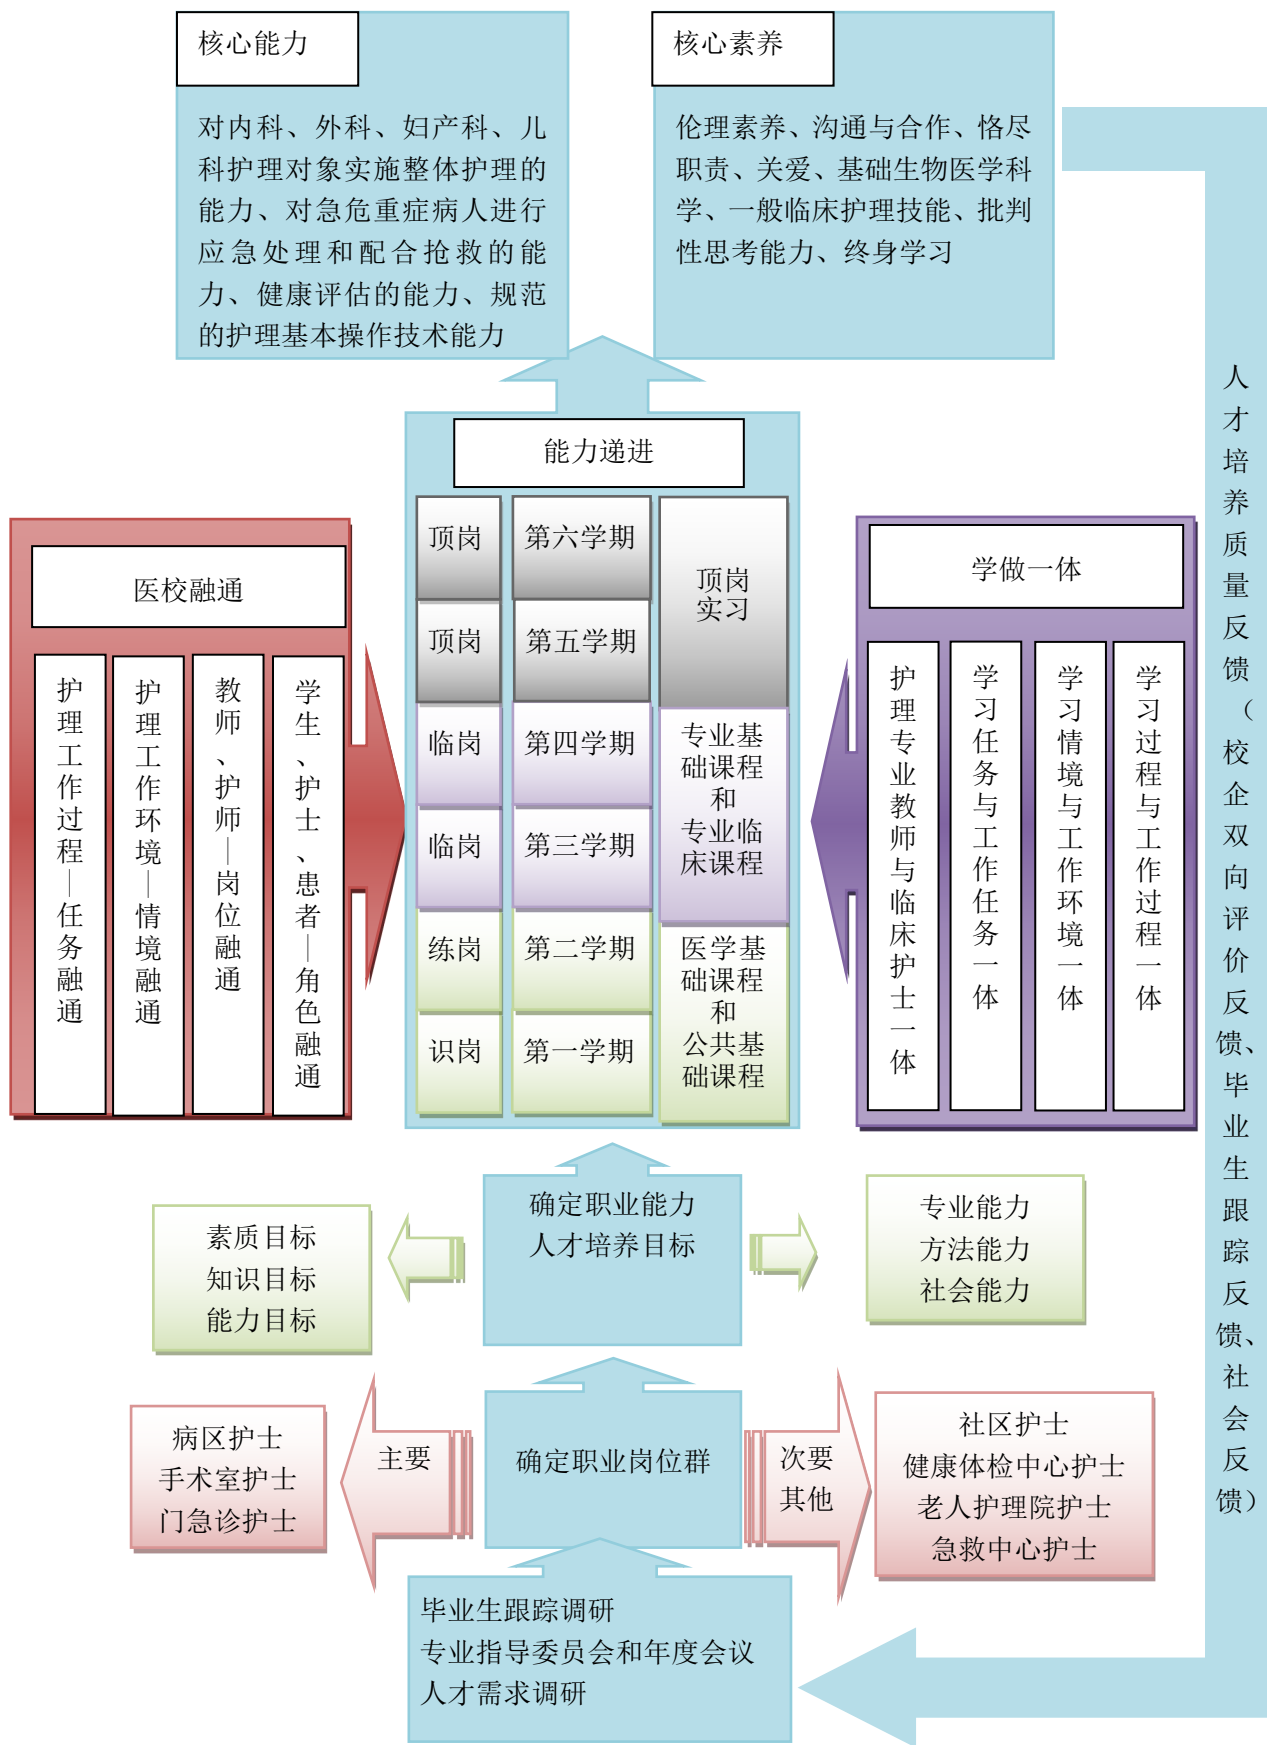 核心能力
对内科、外科、妇产科、儿
科护理对象实施整体护理的
能力、对急危重症病人进行
应急处理和配合抢救的能
力、健康评估的能力、规范
的护理基本操作技术能力
核心素养
伦理素养、沟通与合作、恪尽
职责、关爱、基础生物医学科
学、一般临床护理技能、批判
性思考能力、终身学习
人才培养质量反馈（校企双向评价反馈、毕业生跟踪反馈、社会反馈）
能力递进
顶岗
第六学期
顶岗
实习
顶岗
第五学期
临岗
第四学期
专业基
础课程
和
专业临
床课程
临岗
第三学期
练岗
第二学期
医学基
础课程
和
公共基
础课程
识岗
第一学期
医校融通
护理工作过程—任务融通
护理工作环境—情境融通
教师、护师—岗位融通
学生、护士、患者—角色融通
学做一体
护理专业教师与临床护士一体
学习任务与工作任务一体
学习情境与工作环境一体
学习过程与工作过程一体
确定职业能力
人才培养目标
素质目标
知识目标
能力目标
专业能力
方法能力
社会能力
确定职业岗位群
主要
病区护士
手术室护士
门急诊护士
次要
其他
社区护士
健康体检中心护士
老人护理院护士
急救中心护士
毕业生跟踪调研
专业指导委员会和年度会议
人才需求调研